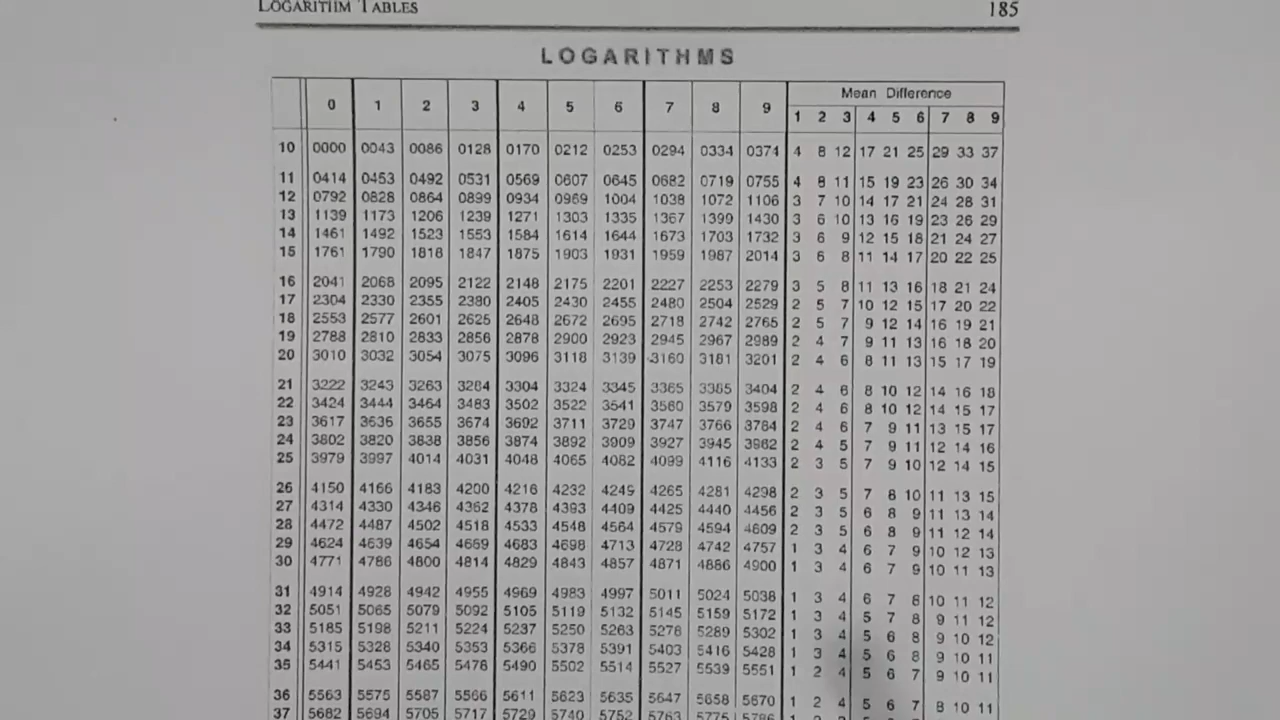 LOGARITHM TABLES 185
LOGARITHMS
Mean Difference
0 1 2 3 4 5 6 7 8 9 1 2 3 4 5 6 7 8 9
10 0000 0043 0086 0128 0170 0212 0253 0294 0334 0374 4 8 12 17 21 25 29 33 37
11 0414 0453 0492 0531 0569 0607 0645 0682 0719 0755 4 8 11 15 19 23 26 30 34
12 0792 0828 0864 0899 0934 0969 1004 1038 1072 1106 3 7 10 14 17 21 24 28 31
13 1139 1173 1206 1239 1271 1303 1335 1367 1399 1430 3 6 10 13 16 19 23 26 29
14 1461 1492 1523 1553 1584 1614 1644 1673 1703 1732 3 6 9 12 15 18 21 24 27
15 1761 1790 1818 1847 1875 1903 1931 1959 1987 2014 3 6 8 11 14 17 20 22 25
16 2041 2068 2095 2122 2148 2175 2201 2227 2253 2279 3 5 8 11 13 16 18 21 24
17 2304 2330 2355 2380 2405 2430 2455 2480 2504 2529 2 5 7 10 12 15 17 20 22
18 2553 2577 2601 2625 2648 2672 2695 2718 2742 2765 2 5 7 9 12 14 16 19 21
19 2788 2810 2833 2856 2878 2900 2923 2945 2967 2989 2 4 7 9 11 13 16 18 20
20 3010 3032 3054 3075 3096 3118 3139 3160 3181 3201 2 4 6 8 11 13 15 17 19
21 3222 3243 3263 3284 3304 3324 3345 3365 3385 3404 2 4 6 8 10 12 14 16 18
22 3424 3444 3464 3483 3502 3522 3541 3560 3579 3598 2 4 6 8 10 12 14 15 17
23 3617 3636 3655 3674 3692 3711 3729 3747 3766 3784 2 4 6 7 9 11 13 15 17
24 3802 3820 3838 3856 3874 3892 3909 3927 3945 3962 2 4 5 7 9 11 12 14 16
25 3979 3997 4014 4031 4048 4065 4082 4099 4116 4133 2 3 5 7 9 10 12 14 15
26 4150 4166 4183 4200 4216 4232 4249 4265 4281 4298 2 3 5 7 8 10 11 13 15
27 4314 4330 4346 4362 4378 4393 4409 4425 4440 4456 2 3 5 6 8 9 11 13 14
28 4472 4487 4502 4518 4533 4548 4564 4579 4594 4609 2 3 5 6 8 9 11 12 14
29 4624 4639 4654 4669 4683 4698 4713 4728 4742 4757 1 3 4 6 7 9 10 12 13
30 4771 4786 4800 4814 4829 4843 4857 4871 4886 4900 1 3 4 6 7 9 10 11 13
31 4914 4928 4942 4955 4969 4983 4997 5011 5024 5038 1 3 4 6 7 8 10 11 12
32 5051 5065 5079 5092 5105 5119 5132 5145 5159 5172 1 3 4 5 7 8 9 11 12
33 5185 5198 5211 5224 5237 5250 5263 5276 5289 5302 1 3 4 5 6 8 9 10 12
34 5315 5328 5340 5353 5366 5378 5391 5403 5416 5428 1 3 4 5 6 8 9 10 11
35 5441 5453 5465 5478 5490 5502 5514 5527 5539 5551 1 2 4 5 6 7 9 10 11
36 5563 5575 5587 5566 5611 5623 5635 5647 5658 5670 1 2 4 5 6 7 8 10 11
37 5682 5694 5705 5717 5729 5740 5752 5763 5775 5786